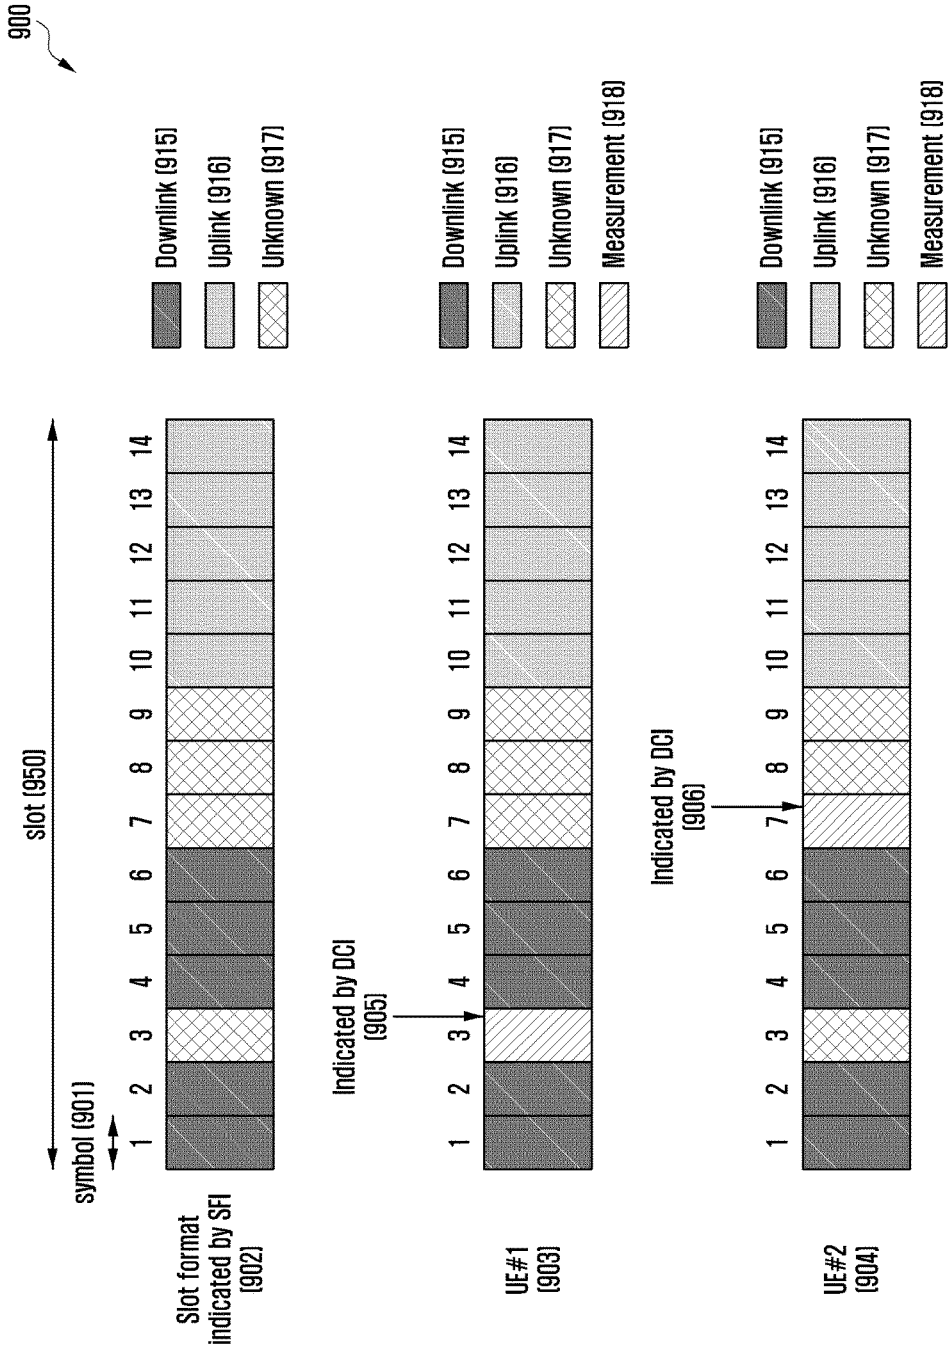 900
slot (950)
symbol (901)
1 2 3 4 5 6 7 8 9 10 11 12 13 14
Slot format
indicated by SFI
(902)
Downlink (915)
Uplink (916)
Unknown (917)
Indicated by DCI
(905)
1 2 3 4 5 6 7 8 9 10 11 12 13 14
UE#1
(903)
Downlink (915)
Uplink (916)
Unknown (917)
Measurement (918)
Indicated by DCI
(906)
1 2 3 4 5 6 7 8 9 10 11 12 13 14
UE#2
(904)
Downlink (915)
Uplink (916)
Unknown (917)
Measurement (918)